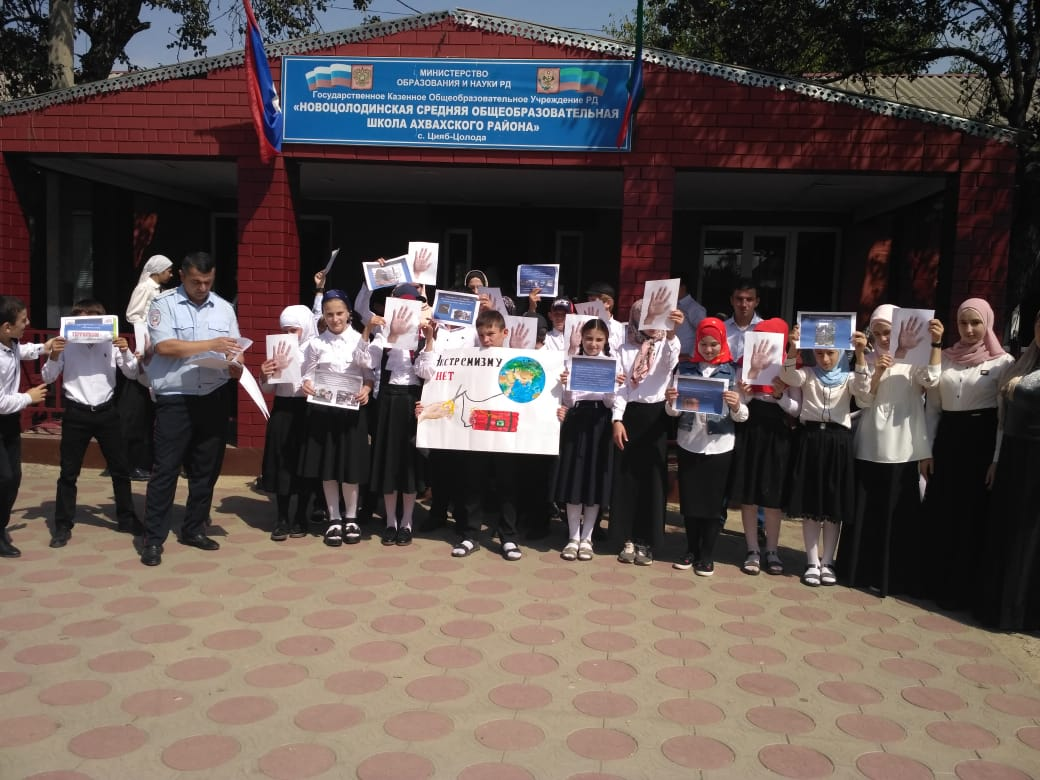 МИНИСТЕРСТВО
ОБРАЗОВАНИЯ И НАУКИ РД
Государственное Казенное Общеобразовательное Учреждение РД
«НОВОЦОЛОДИНСКАЯ СРЕДНЯЯ ОБЩЕОБРАЗОВАТЕЛЬНАЯ
ШКОЛА АХВАХСКОГО РАЙОНА»
с. Цияб-Цолода
ЭКСТРЕМИЗМУ
НЕТ